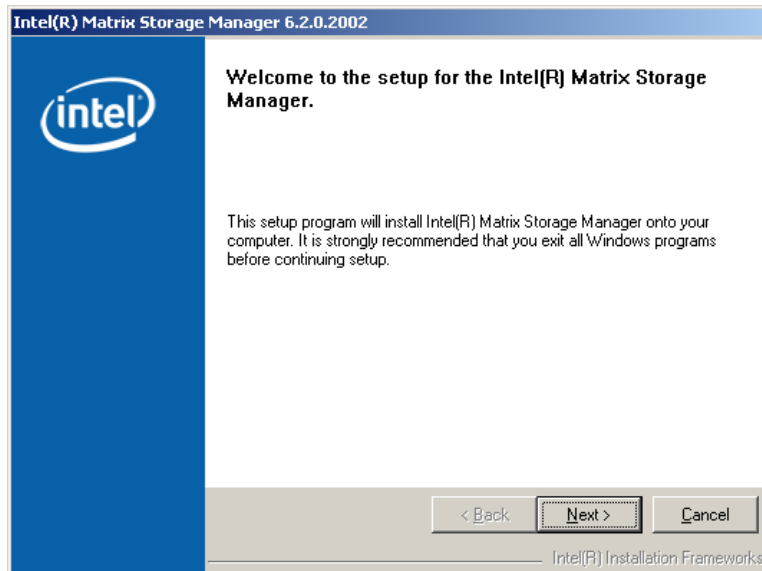 Intel(R) Matrix Storage Manager 6.2.0.2002
intel
Welcome to the setup for the Intel(R) Matrix Storage
Manager.
This setup program will install Intel(R) Matrix Storage Manager onto your
computer. It is strongly recommended that you exit all Windows programs
before continuing setup.
< Back
Next >
Cancel
Intel(R) Installation Frameworks